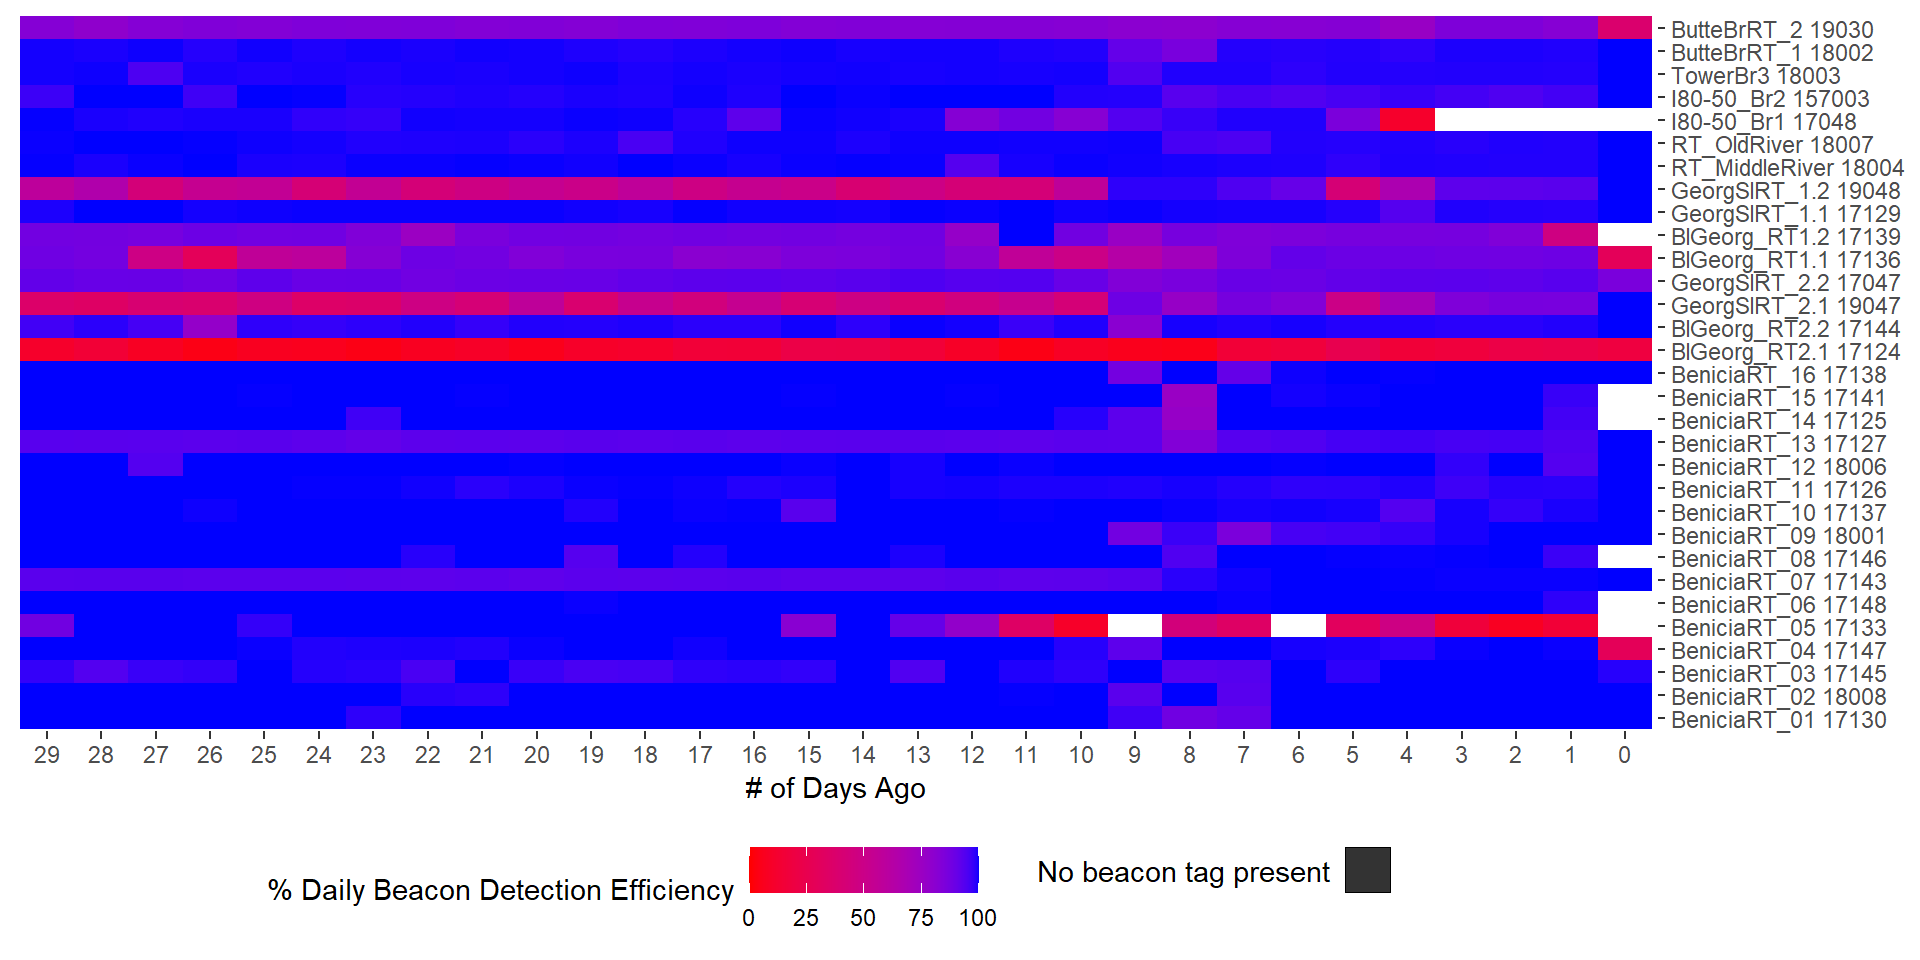 ButteBrRT_2 19030
ButteBrRT_1 18002
TowerBr3 18003
I80-50_Br2 157003
I80-50_Br1 17048
RT_OldRiver 18007
RT_MiddleRiver 18004
GeorgSlRT_1.2 19048
GeorgSlRT_1.1 17129
BlGeorg_RT1.2 17139
BlGeorg_RT1.1 17136
GeorgSlRT_2.2 17047
GeorgSlRT_2.1 19047
BlGeorg_RT2.2 17144
BlGeorg_RT2.1 17124
BeniciaRT_16 17138
BeniciaRT_15 17141
BeniciaRT_14 17125
BeniciaRT_13 17127
BeniciaRT_12 18006
BeniciaRT_11 17126
BeniciaRT_10 17137
BeniciaRT_09 18001
BeniciaRT_08 17146
BeniciaRT_07 17143
BeniciaRT_06 17148
BeniciaRT_05 17133
BeniciaRT_04 17147
BeniciaRT_03 17145
BeniciaRT_02 18008
BeniciaRT_01 17130
29 28 27 26 25 24 23 22 21 20 19 18 17 16 15 14 13 12 11 10 9 8 7 6 5 4 3 2 1 0
# of Days Ago
% Daily Beacon Detection Efficiency
0 25 50 75 100
No beacon tag present